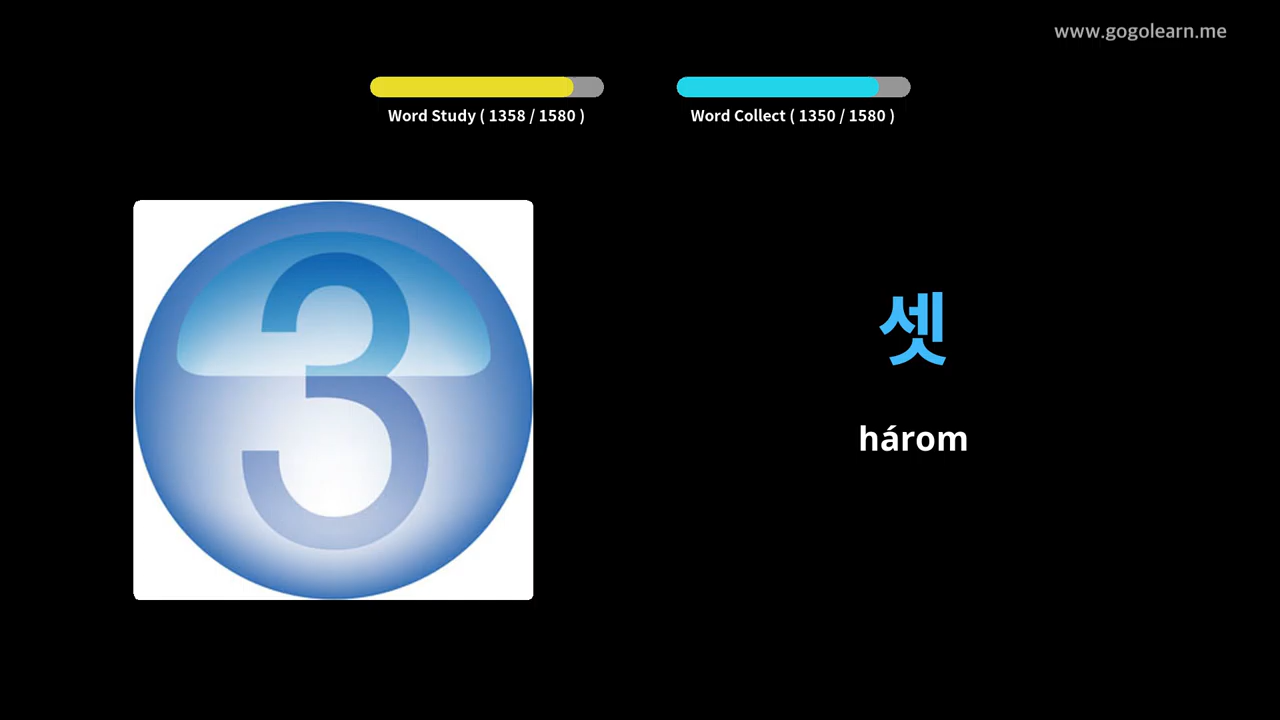 www.gogolearn.me
Word Study ( 1358 / 1580 )
Word Collect ( 1350 / 1580 )
3
셋
három